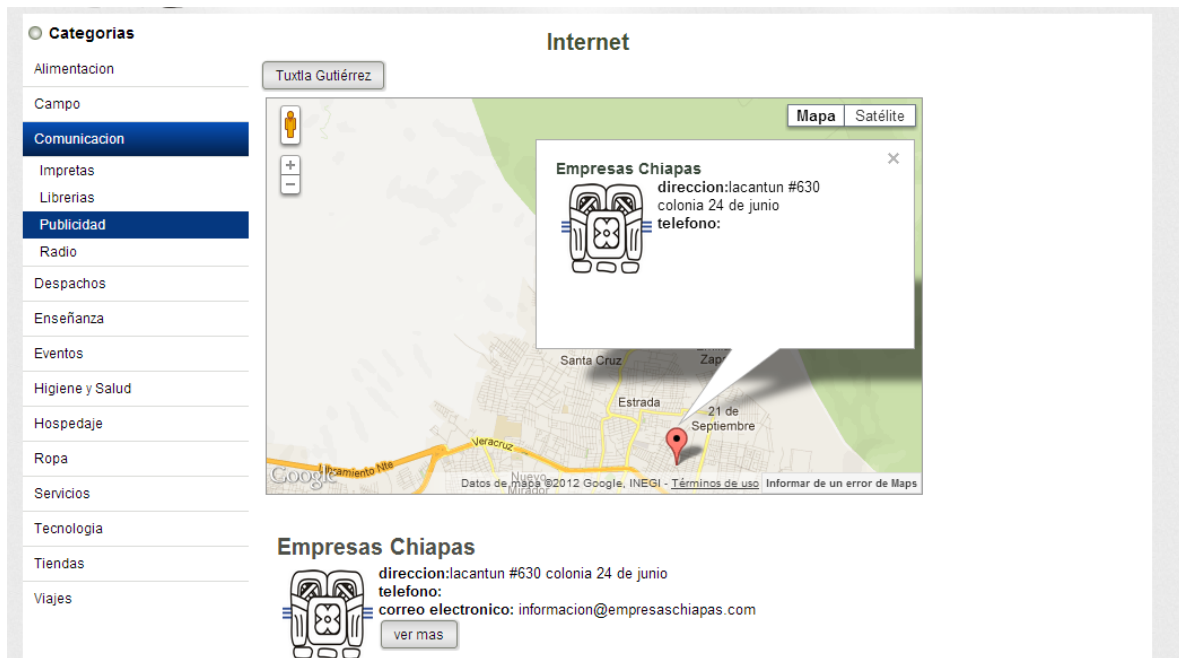 Categorias
Alimentacion
Campo
Comunicacion
Impretas
Librerias
Publicidad
Radio
Despachos
Enseñanza
Eventos
Higiene y Salud
Hospedaje
Ropa
Servicios
Tecnologia
Tiendas
Viajes
Internet
Tuxtla Gutiérrez
Mapa Satélite
+
−
Empresas Chiapas ×
direccion:lacantun #630
colonia 24 de junio
telefono:
Santa Cruz
Estrada
21 de
Septiembre
Veracruz
Libramiento Nte
Nuevo
Mirador
Google
Datos de mapa ©2012 Google, INEGI - Términos de uso Informar de un error de Maps
Empresas Chiapas
direccion:lacantun #630 colonia 24 de junio
telefono:
correo electronico: informacion@empresaschiapas.com
ver mas